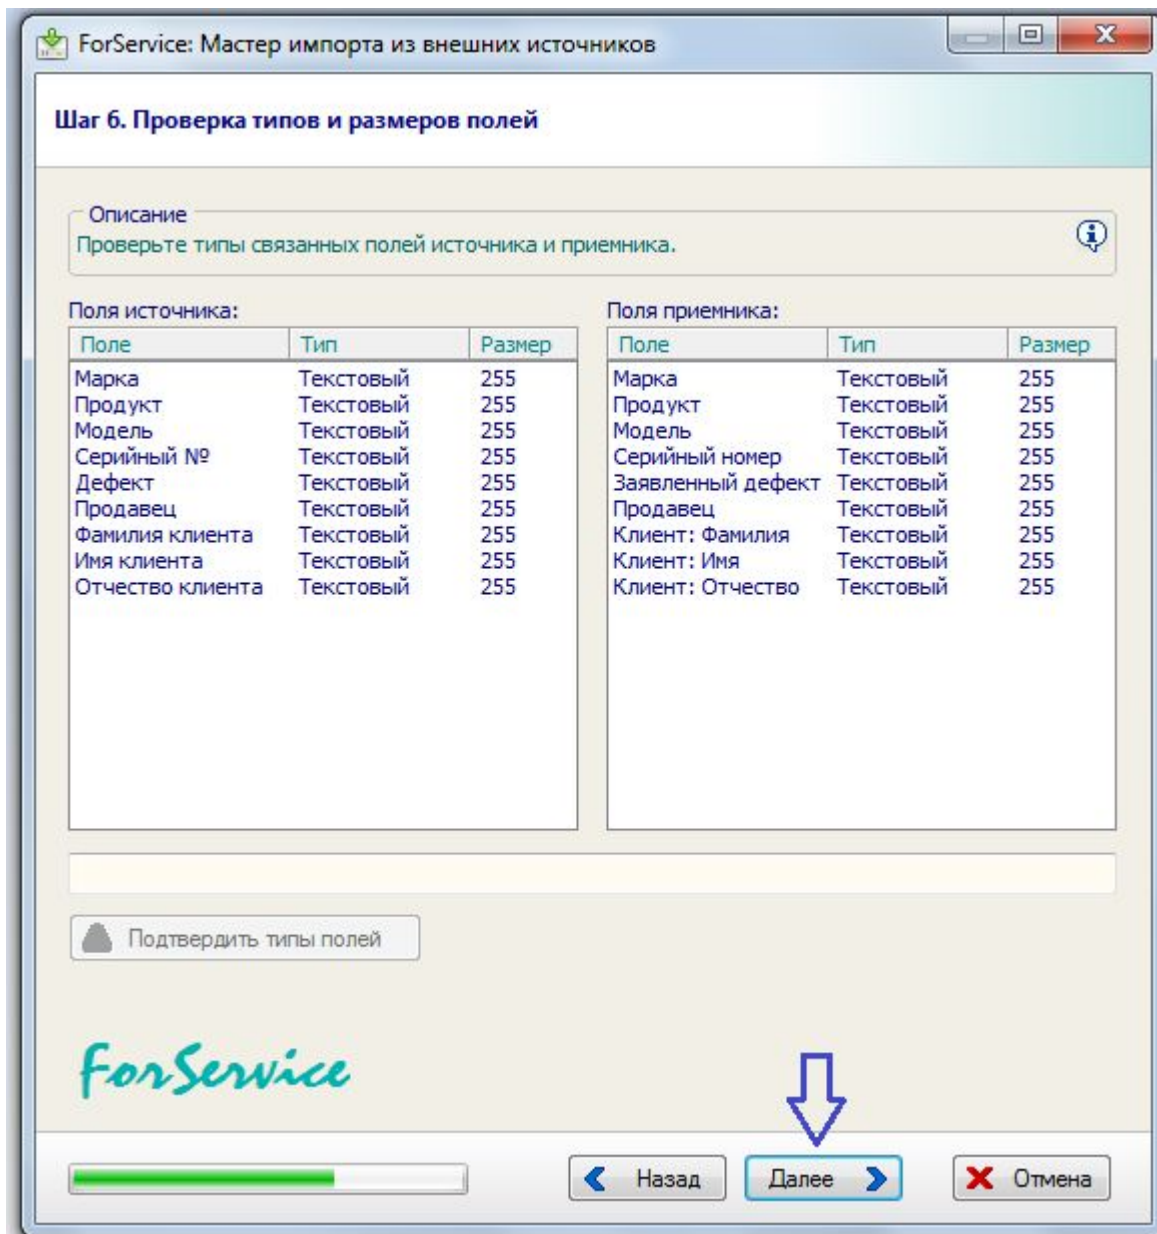 ForService: Мастер импорта из внешних источников
Шаг 6. Проверка типов и размеров полей
Описание
Проверьте типы связанных полей источника и приемника.
Поля источника: Поля приемника:
Поле Тип Размер Поле Тип Размер
Марка Текстовый 255 Марка Текстовый 255
Продукт Текстовый 255 Продукт Текстовый 255
Модель Текстовый 255 Модель Текстовый 255
Серийный № Текстовый 255 Серийный номер Текстовый 255
Дефект Текстовый 255 Заявленный дефект Текстовый 255
Продавец Текстовый 255 Продавец Текстовый 255
Фамилия клиента Текстовый 255 Клиент: Фамилия Текстовый 255
Имя клиента Текстовый 255 Клиент: Имя Текстовый 255
Отчество клиента Текстовый 255 Клиент: Отчество Текстовый 255
Подтвердить типы полей
ForService
Назад Далее Отмена